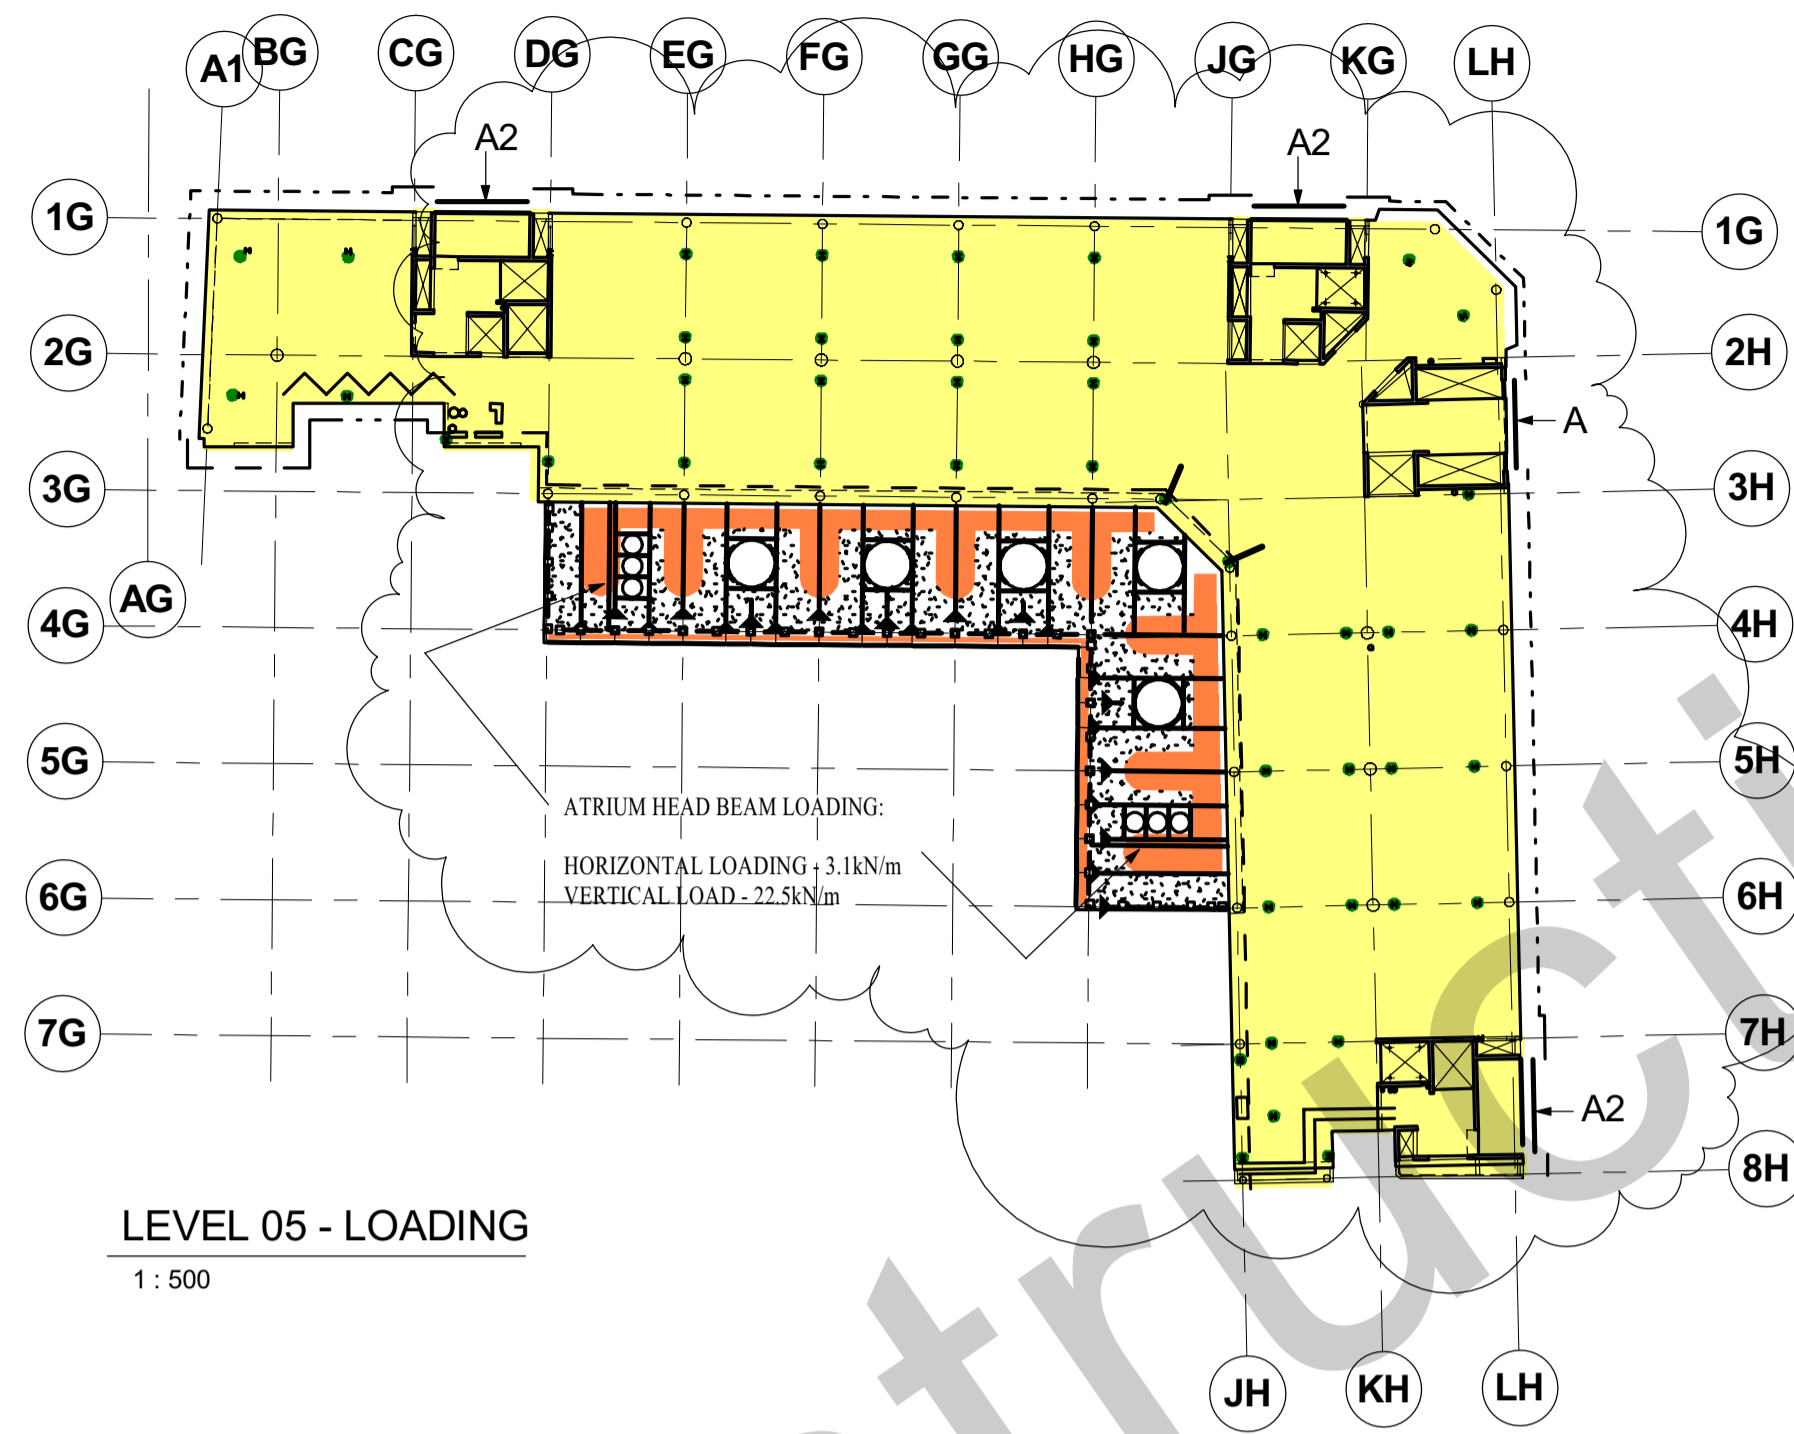 A1 BG CG DG EG FG GG HG JG KG LH
A2 A2
1G 1G
2G 2H
A
3G 3H
AG
4G 4H
5G 5H
ATRIUM HEAD BEAM LOADING:
HORIZONTAL LOADING - 3.1kN/m
VERTICAL LOAD - 22.5kN/m
6G 6H
7G 7H
A2
8H
LEVEL 05 - LOADING
1 : 500
JH KH LH
tructi